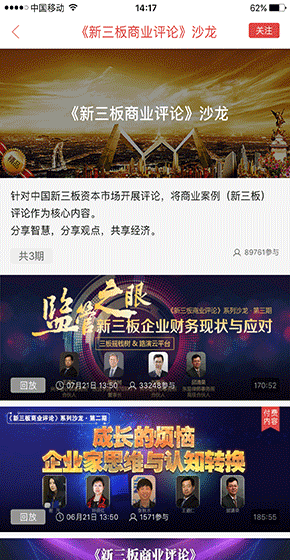 中国移动 14:17 62%
《新三板商业评论》沙龙 关注
《新三板商业评论》沙龙
针对中国新三板资本市场开展评论，将商业案例（新三板）
评论作为核心内容。
分享智慧，分享观点，共享经济。
共3期 89761参与
监管之眼
《新三板商业评论》系列沙龙·第三期
新三板企业财务现状与应对
三板摇钱树 & 路演云平台
回放 07月21日 13:50 33248参与 170:52
《新三板商业评论》系列沙龙·第二期 付费内容
成长的烦恼
企业家思维与认知转换
回放 06月21日 13:50 1571参与 185:55
《新三板商业评论》